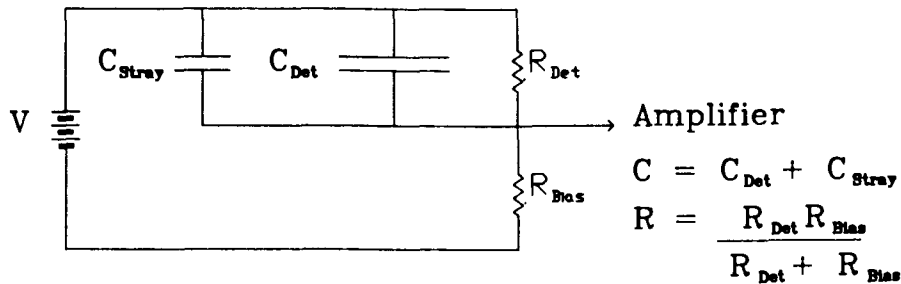 C_Stray
C_Det
R_Det
V
Amplifier
R_Bias
C = C_Det + C_Stray
R = R_Det R_Bias
R_Det + R_Bias